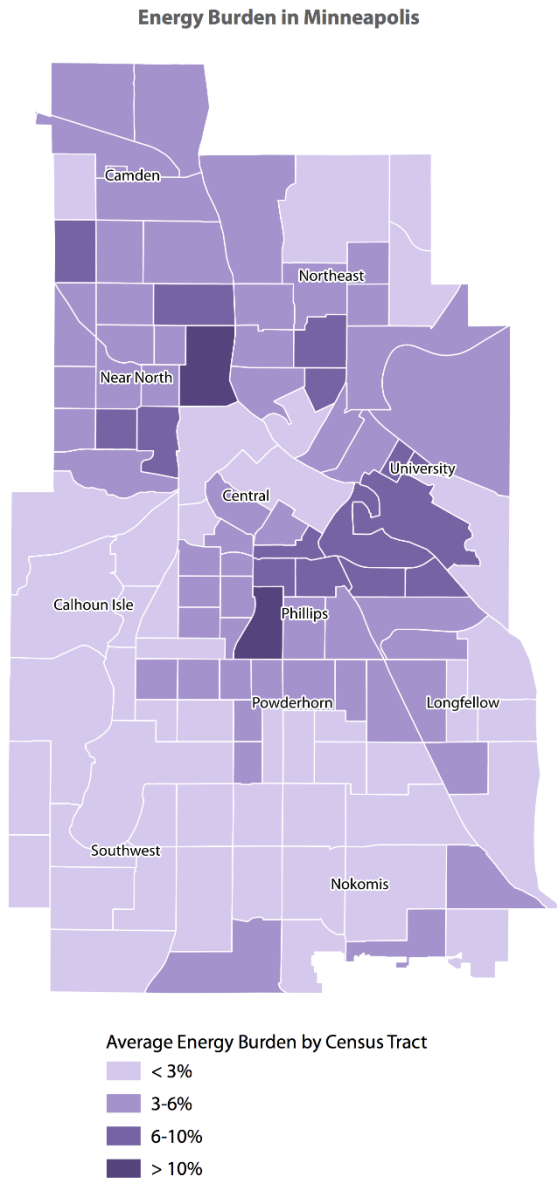 Energy Burden in Minneapolis
Camden
Northeast
Near North
University
Central
Calhoun Isle
Phillips
Powderhorn
Longfellow
Southwest
Nokomis
Average Energy Burden by Census Tract
< 3%
3-6%
6-10%
> 10%